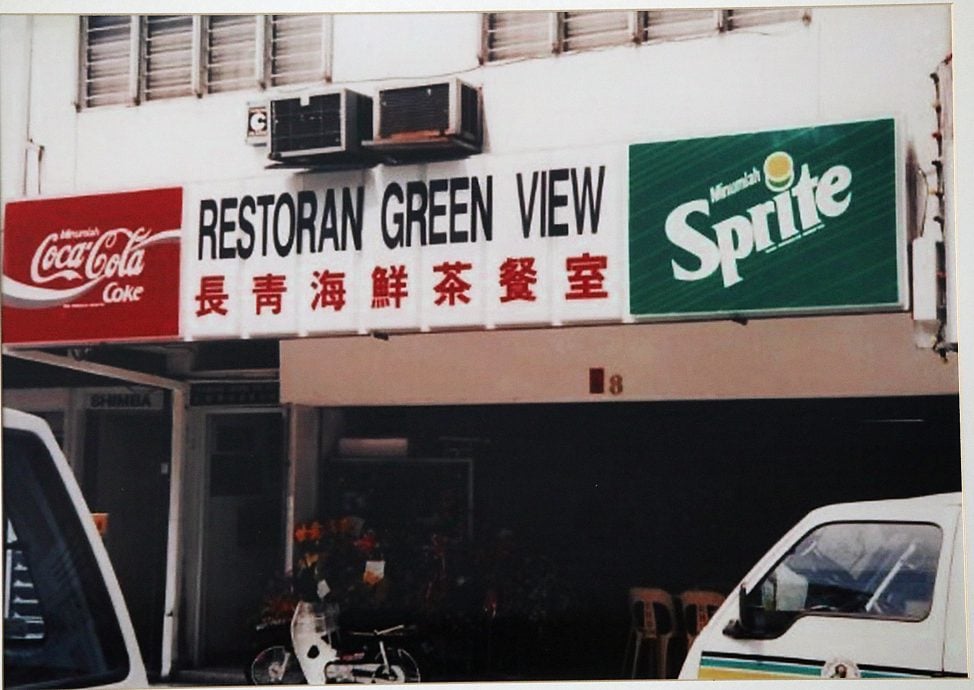 C
RESTORAN GREEN VIEW
長青海鮮茶餐室
Minumlah
Coca-Cola
Coke
Minumlah
Sprite
8
SHIMBA